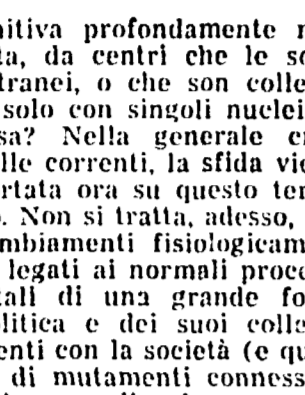 nitiva profondamente
ta, da centri che le so
tranei, o che son colle
solo con singoli nuclei
sa? Nella generale cr
lle correnti, la sfida vie
rtata ora su questo ter
. Non si tratta, adesso,
mbiamenti fisiologicam
legati ai normali proce
tali di una grande fo
litica e dei suoi colle
enti con la società (e qu
di mutamenti conness